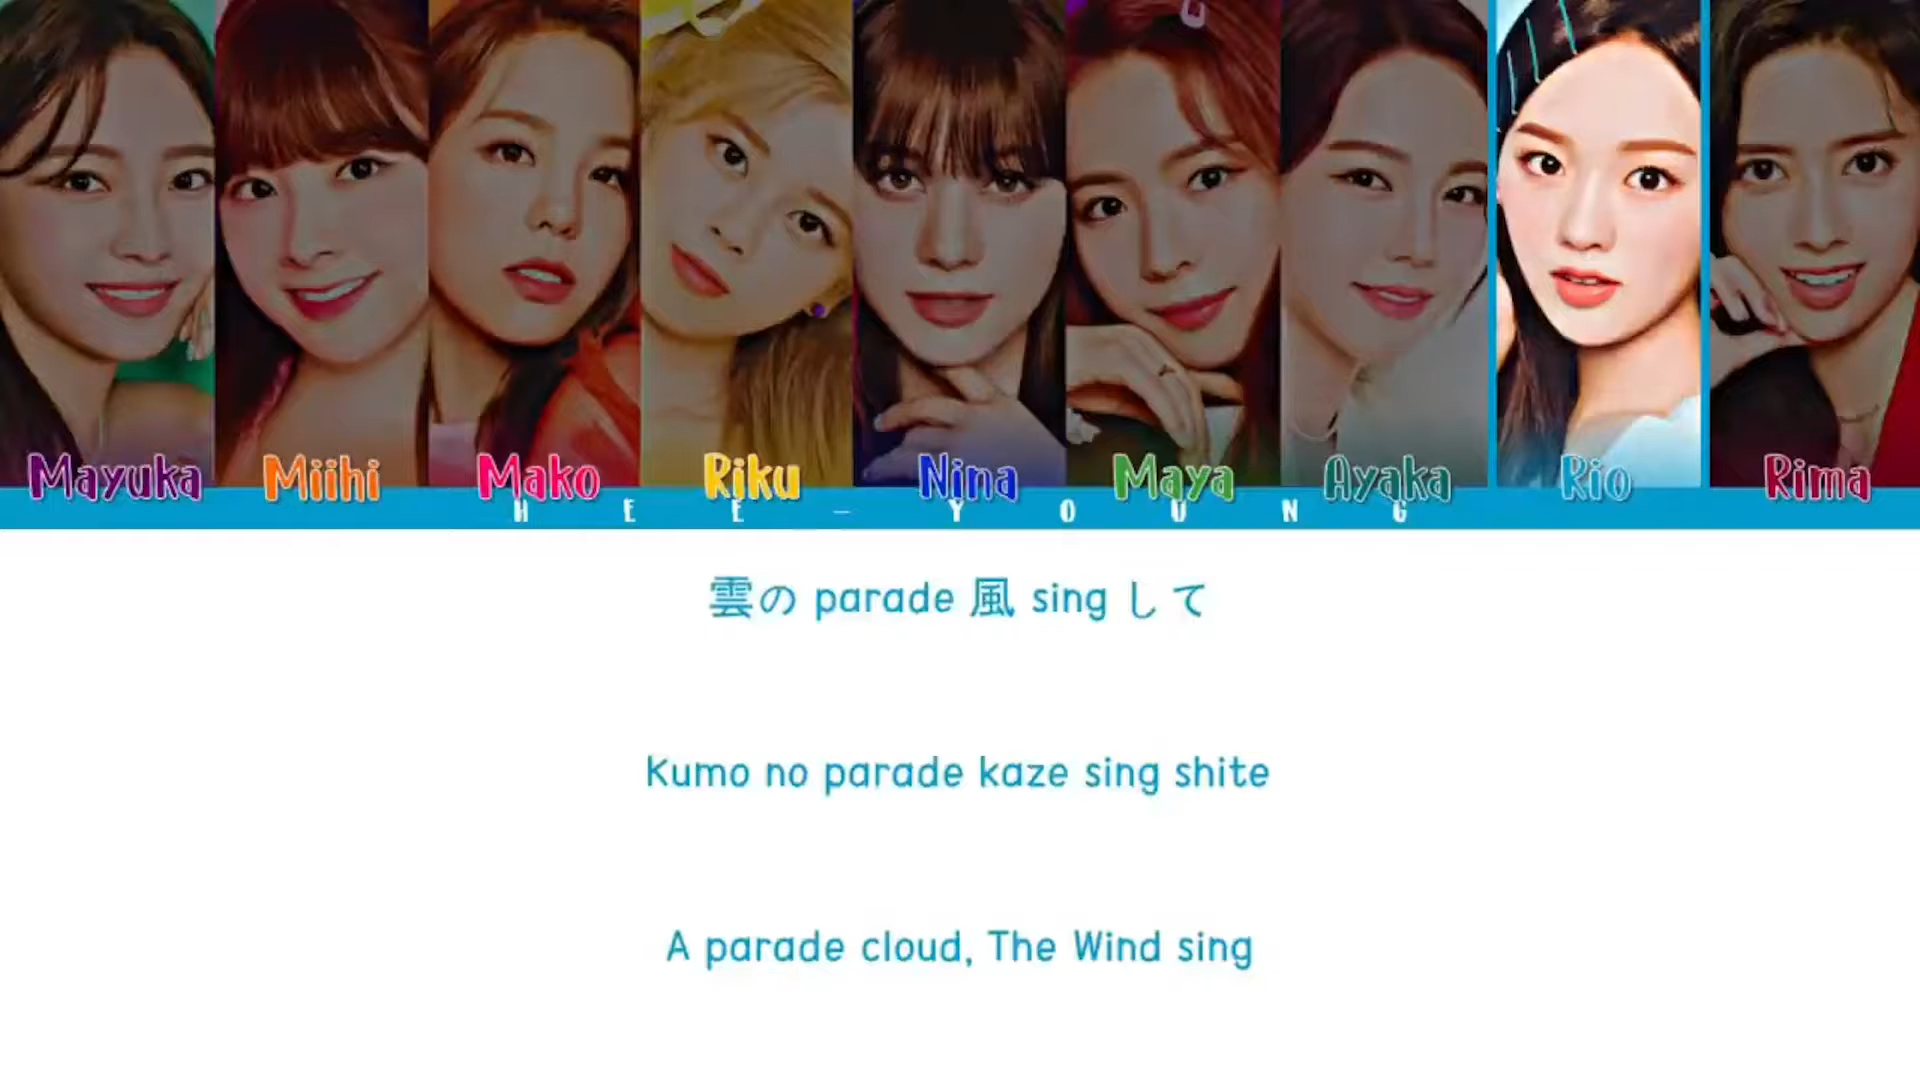 Mayuka Miihi Mako Riku Nina Maya Ayaka Rio Rima
HEE-YOUNG
雲の parade 風 sing して
Kumo no parade kaze sing shite
A parade cloud, The Wind sing